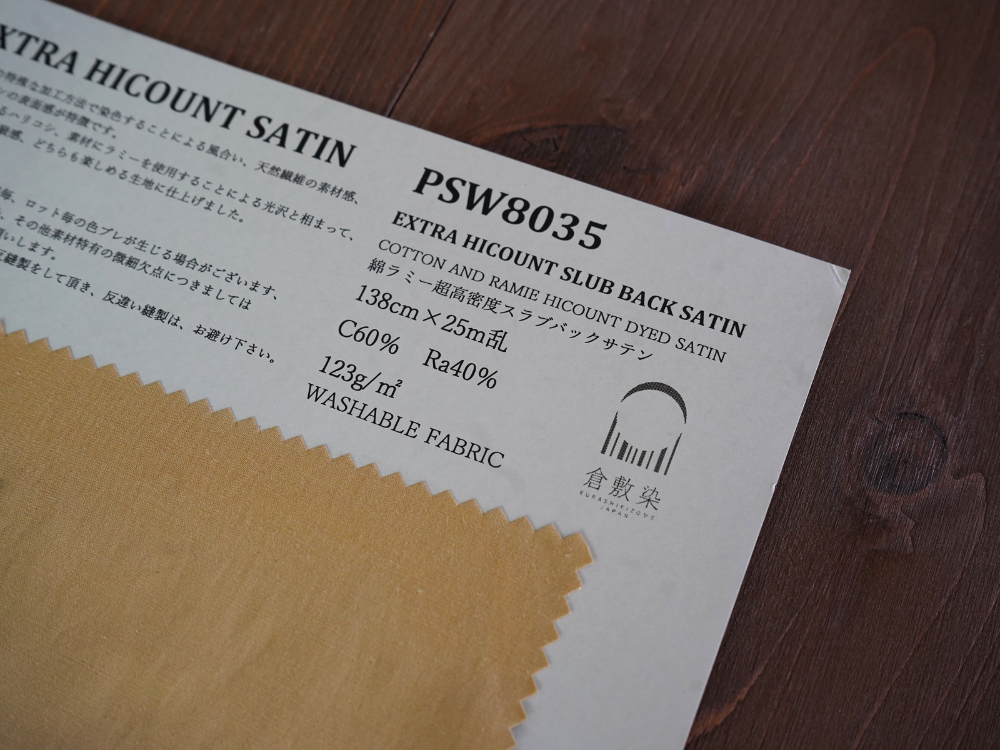 EXTRA HICOUNT SATIN
の特殊な加工方法で染色することによる風合い、天然繊維の素材感、
ンの表面感が特徴です。
るハリコシ、素材にラミーを使用することによる光沢と相まって、
級感、どちらも楽しめる生地に仕上げました。
毎、ロット毎の色ブレが生じる場合がございます、
、その他素材特有の微細欠点につきましては
願いします。
縫製をして頂き、反違い縫製は、お避け下さい。
PSW8035
EXTRA HICOUNT SLUB BACK SATIN
COTTON AND RAMIE HICOUNT DYED SATIN
綿ラミー超高密度スラブバックサテン
138cm×25m乱
C60% Ra40%
123g/㎡
WASHABLE FABRIC
倉敷染
KURASHIKIZOME
JAPAN